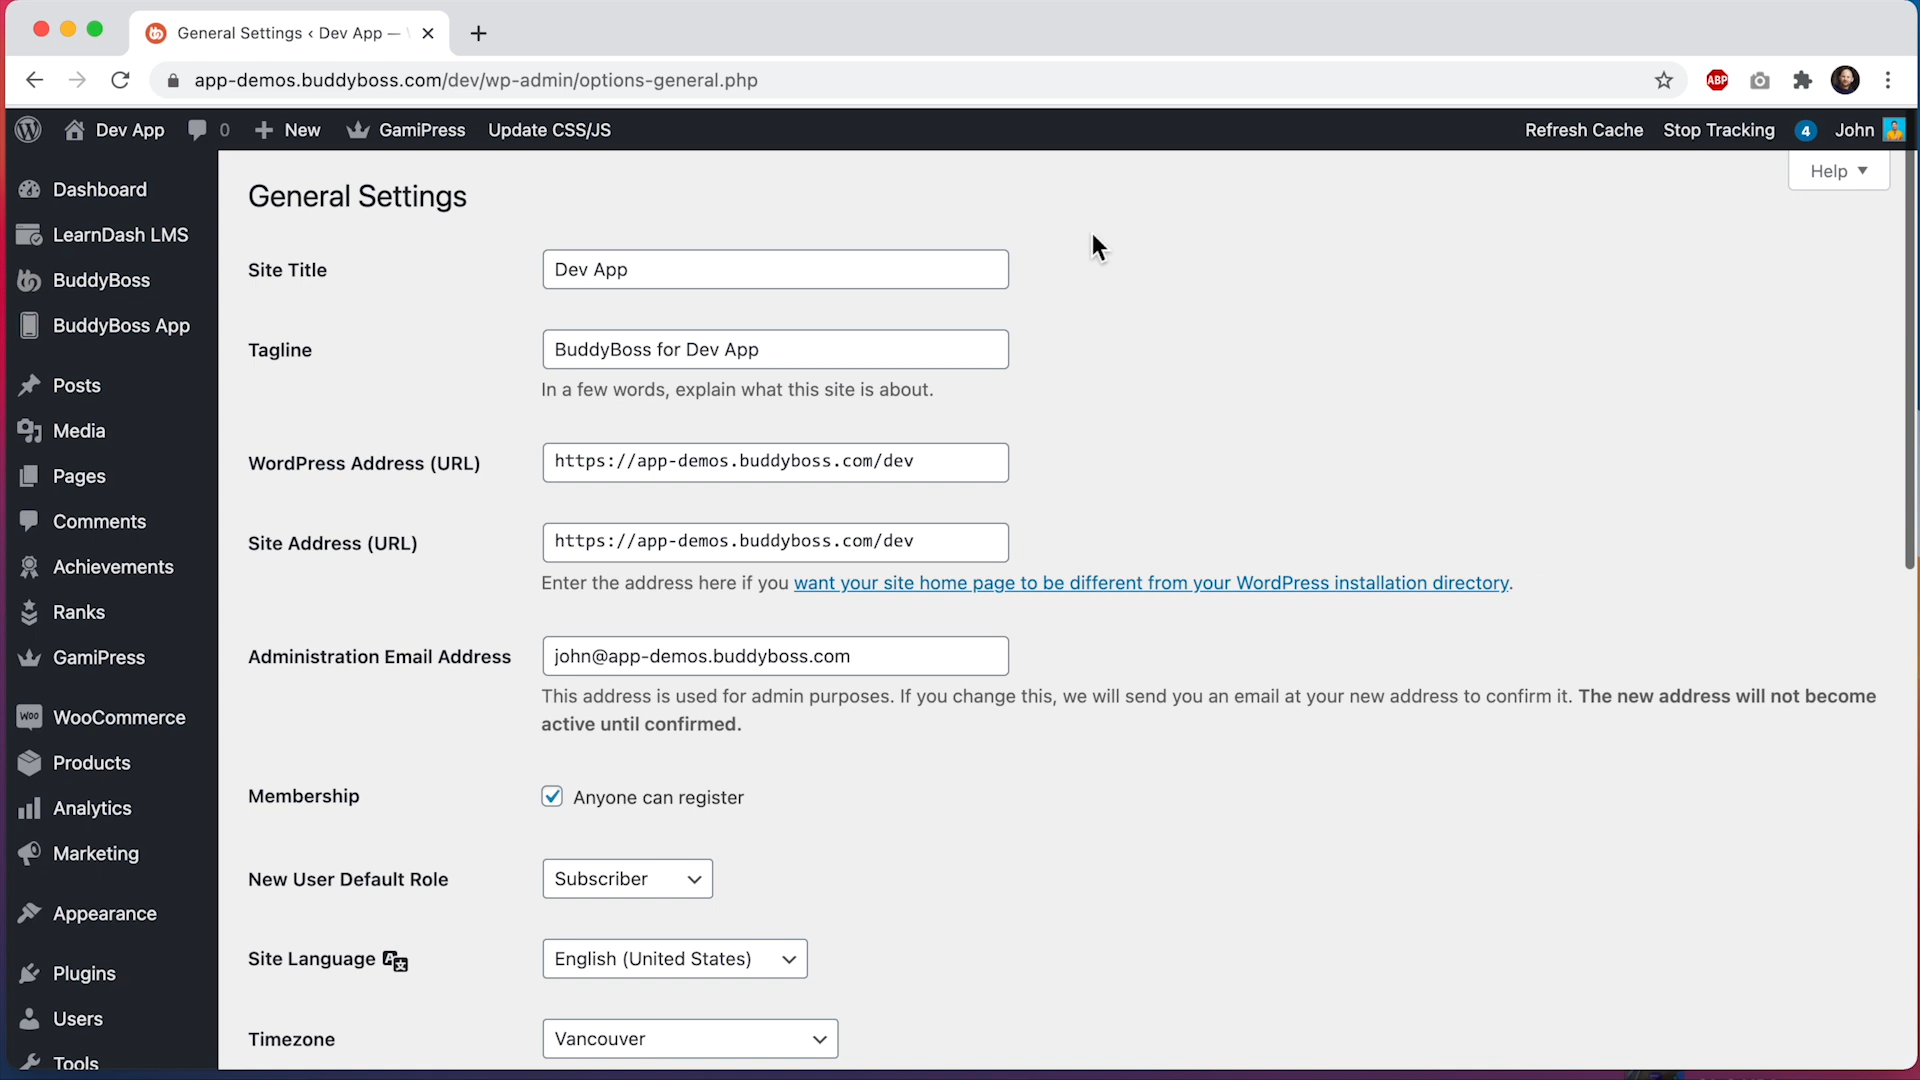 General Settings ‹ Dev App —
app-demos.buddyboss.com/dev/wp-admin/options-general.php
ABP
Dev App
0
New
GamiPress
Update CSS/JS
Refresh Cache
Stop Tracking
4
John
Help
Dashboard
LearnDash LMS
BuddyBoss
BuddyBoss App
Posts
Media
Pages
Comments
Achievements
Ranks
GamiPress
Woo
WooCommerce
Products
Analytics
Marketing
Appearance
Plugins
Users
Tools
General Settings
Site Title
Dev App
Tagline
BuddyBoss for Dev App
In a few words, explain what this site is about.
WordPress Address (URL)
https://app-demos.buddyboss.com/dev
Site Address (URL)
https://app-demos.buddyboss.com/dev
Enter the address here if you want your site home page to be different from your WordPress installation directory.
Administration Email Address
john@app-demos.buddyboss.com
This address is used for admin purposes. If you change this, we will send you an email at your new address to confirm it. The new address will not become
active until confirmed.
Membership
Anyone can register
New User Default Role
Subscriber
Site Language
English (United States)
Timezone
Vancouver